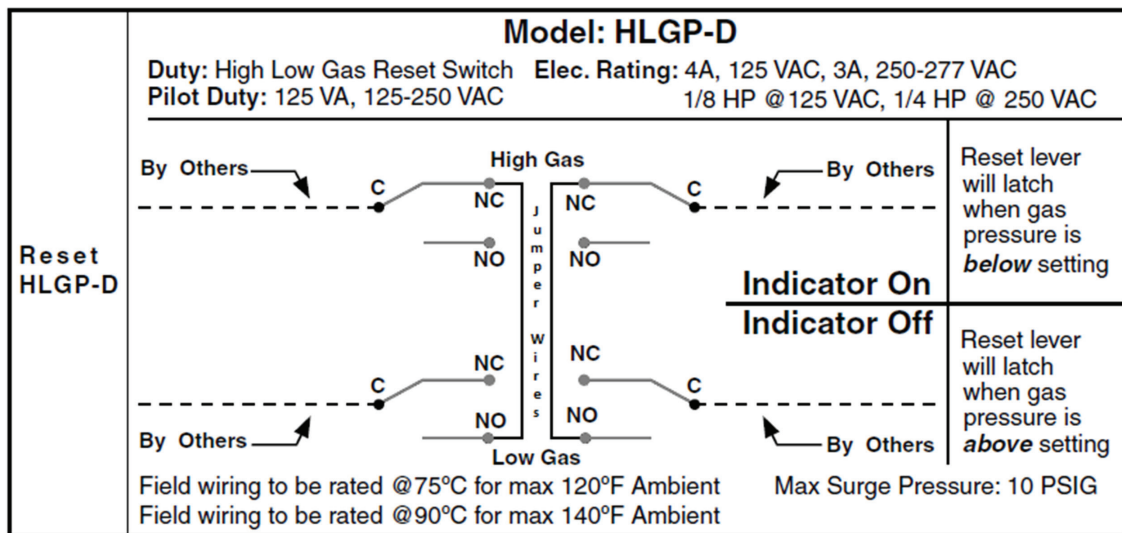 Model: HLGP-D
Duty: High Low Gas Reset Switch Elec. Rating: 4A, 125 VAC, 3A, 250-277 VAC
Pilot Duty: 125 VA, 125-250 VAC 1/8 HP @125 VAC, 1/4 HP @ 250 VAC
Reset
HLGP-D
High Gas
By Others
C
NC
NO
Jumper Wires
NC
NO
C
By Others
Reset lever
will latch
when gas
pressure is
below setting
Indicator On
Indicator Off
NC
C
NO
By Others
Low Gas
NC
NO
C
By Others
Reset lever
will latch
when gas
pressure is
above setting
Field wiring to be rated @75°C for max 120°F Ambient
Max Surge Pressure: 10 PSIG
Field wiring to be rated @90°C for max 140°F Ambient